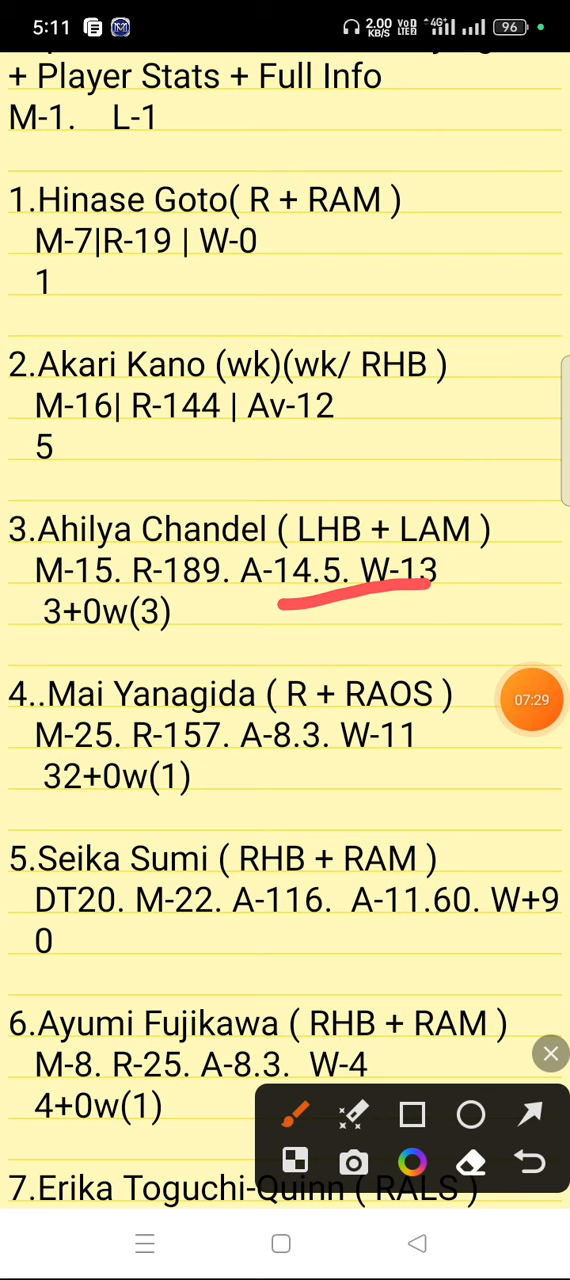 5:11 2.00 KB/S Vo LTE2 4G+ 96
+ Player Stats + Full Info
M-1. L-1
1.Hinase Goto( R + RAM )
M-7|R-19 | W-0
1
2.Akari Kano (wk)(wk/ RHB )
M-16| R-144 | Av-12
5
3.Ahilya Chandel ( LHB + LAM )
M-15. R-189. A-14.5. W-13
3+0w(3)
4..Mai Yanagida ( R + RAOS )
07:29
M-25. R-157. A-8.3. W-11
32+0w(1)
5.Seika Sumi ( RHB + RAM )
DT20. M-22. A-116. A-11.60. W+9
0
6.Ayumi Fujikawa ( RHB + RAM )
M-8. R-25. A-8.3. W-4
4+0w(1)
7.Erika Toguchi-Quinn ( RALS )